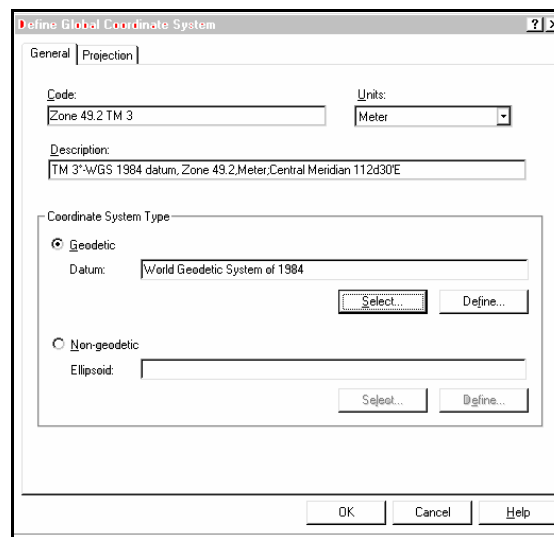 Define Global Coordinate System
General Projection
Code: Units:
Zone 49.2 TM 3 Meter
Description:
TM 3°-WGS 1984 datum, Zone 49.2,Meter;Central Meridian 112d30'E
Coordinate System Type
Geodetic
Datum: World Geodetic System of 1984
Select... Define...
Non-geodetic
Ellipsoid:
Select... Define...
OK Cancel Help